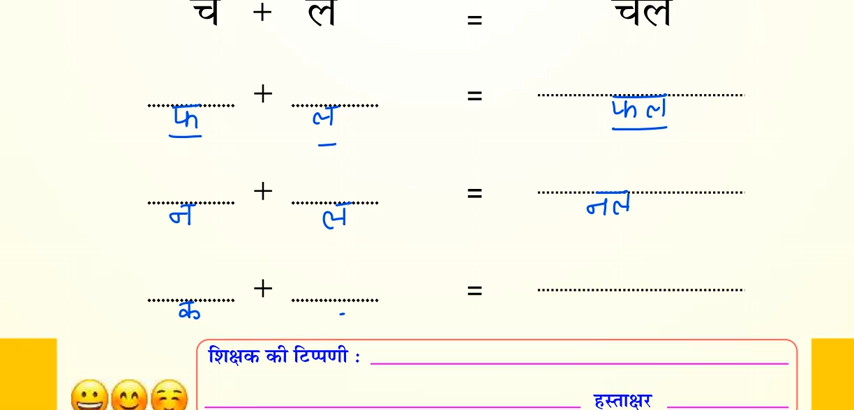 च + ल = चल
फ + ल = फल
न + ल = नल
क + =
शिक्षक की टिप्पणी :
हस्ताक्षर